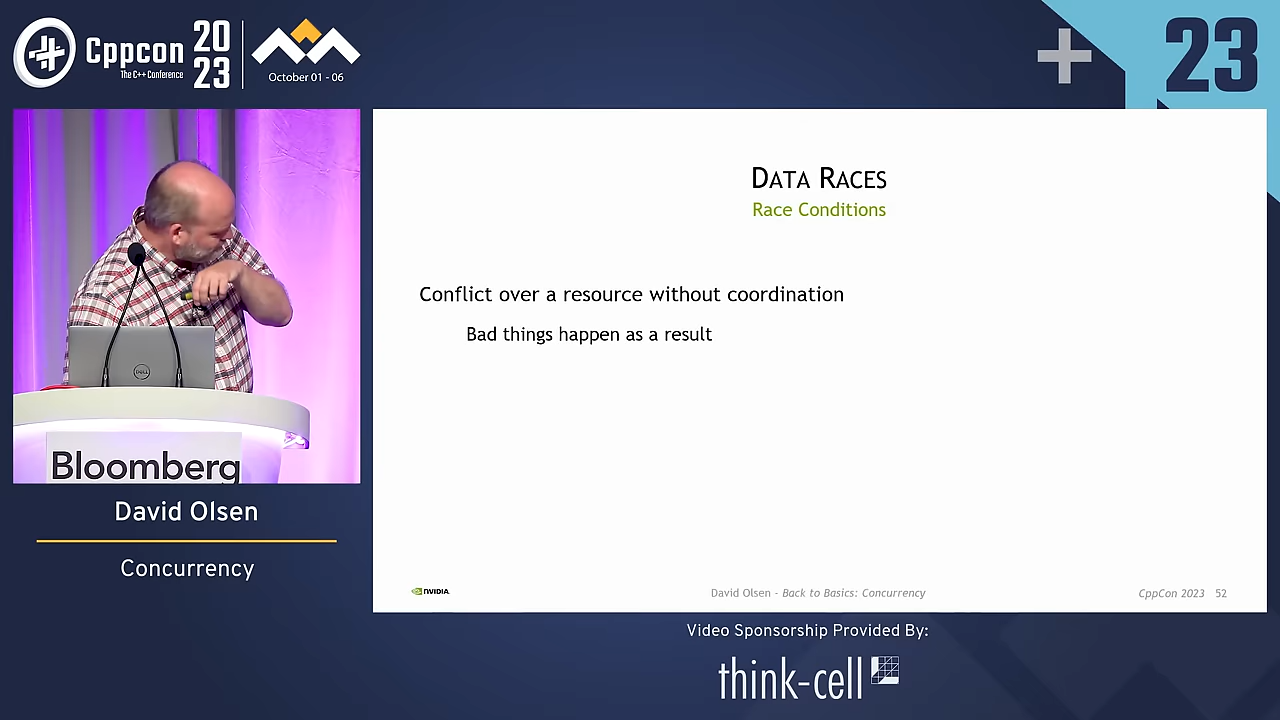 Cppcon
The C++ Conference
20
23
October 01 - 06
23
DATA RACES
Race Conditions
Conflict over a resource without coordination
Bad things happen as a result
DELL
Bloomberg
David Olsen
Concurrency
NVIDIA.
David Olsen - Back to Basics: Concurrency
CppCon 2023 52
Video Sponsorship Provided By:
think-cell